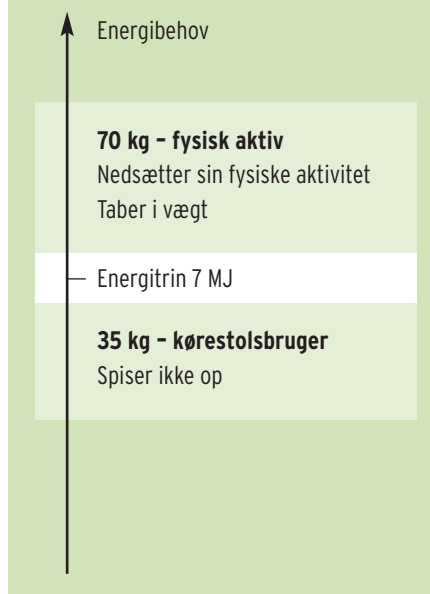 Energibehov
70 kg – fysisk aktiv
Nedsætter sin fysiske aktivitet
Taber i vægt
Energitrin 7 MJ
35 kg – kørestolsbruger
Spiser ikke op